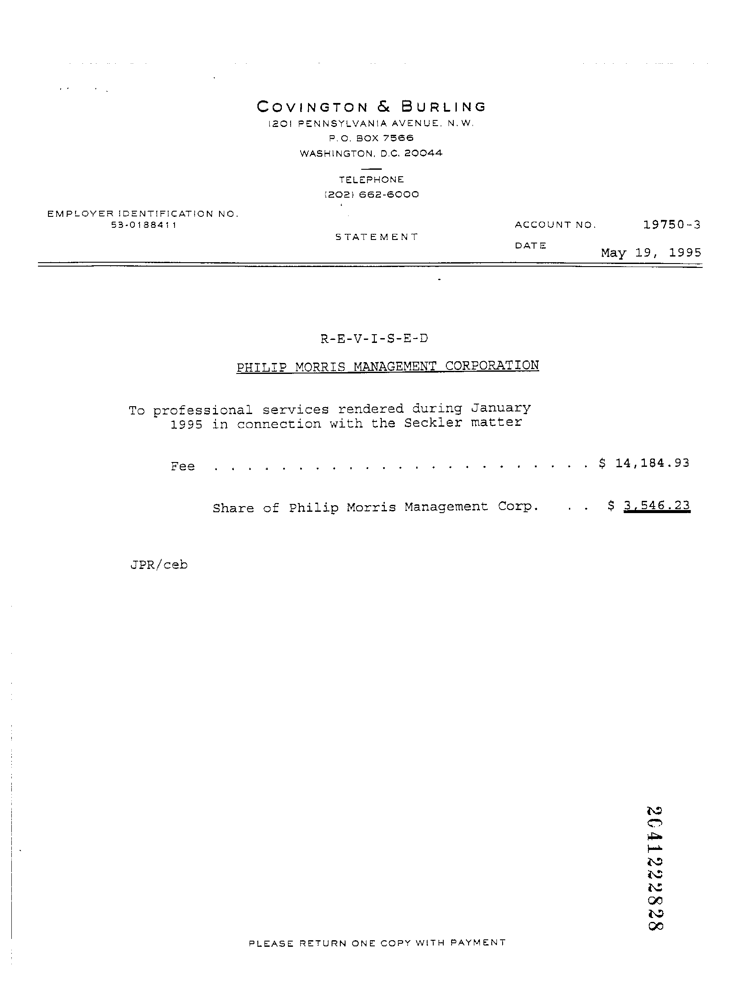 COVINGTON & BURLING
1201 PENNSYLVANIA AVENUE, N.W.
P.O. BOX 7566
WASHINGTON, D.C. 20044
TELEPHONE
(202) 662-6000
EMPLOYER IDENTIFICATION NO.
53-0188411
STATEMENT
ACCOUNT NO. 19750-3
DATE May 19, 1995
R-E-V-I-S-E-D
PHILIP MORRIS MANAGEMENT CORPORATION
To professional services rendered during January
1995 in connection with the Seckler matter
Fee . . . . . . . . . . . . . . . . . . . . . . . . $ 14,184.93
Share of Philip Morris Management Corp. . . $ 3,546.23
JPR/ceb
2041222828
PLEASE RETURN ONE COPY WITH PAYMENT